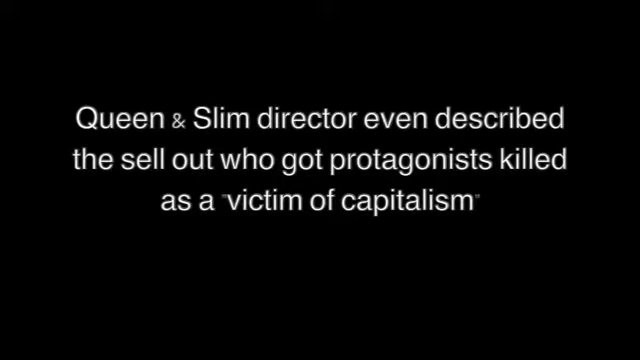 Queen & Slim director even described
the sell out who got protagonists killed
as a "victim of capitalism"